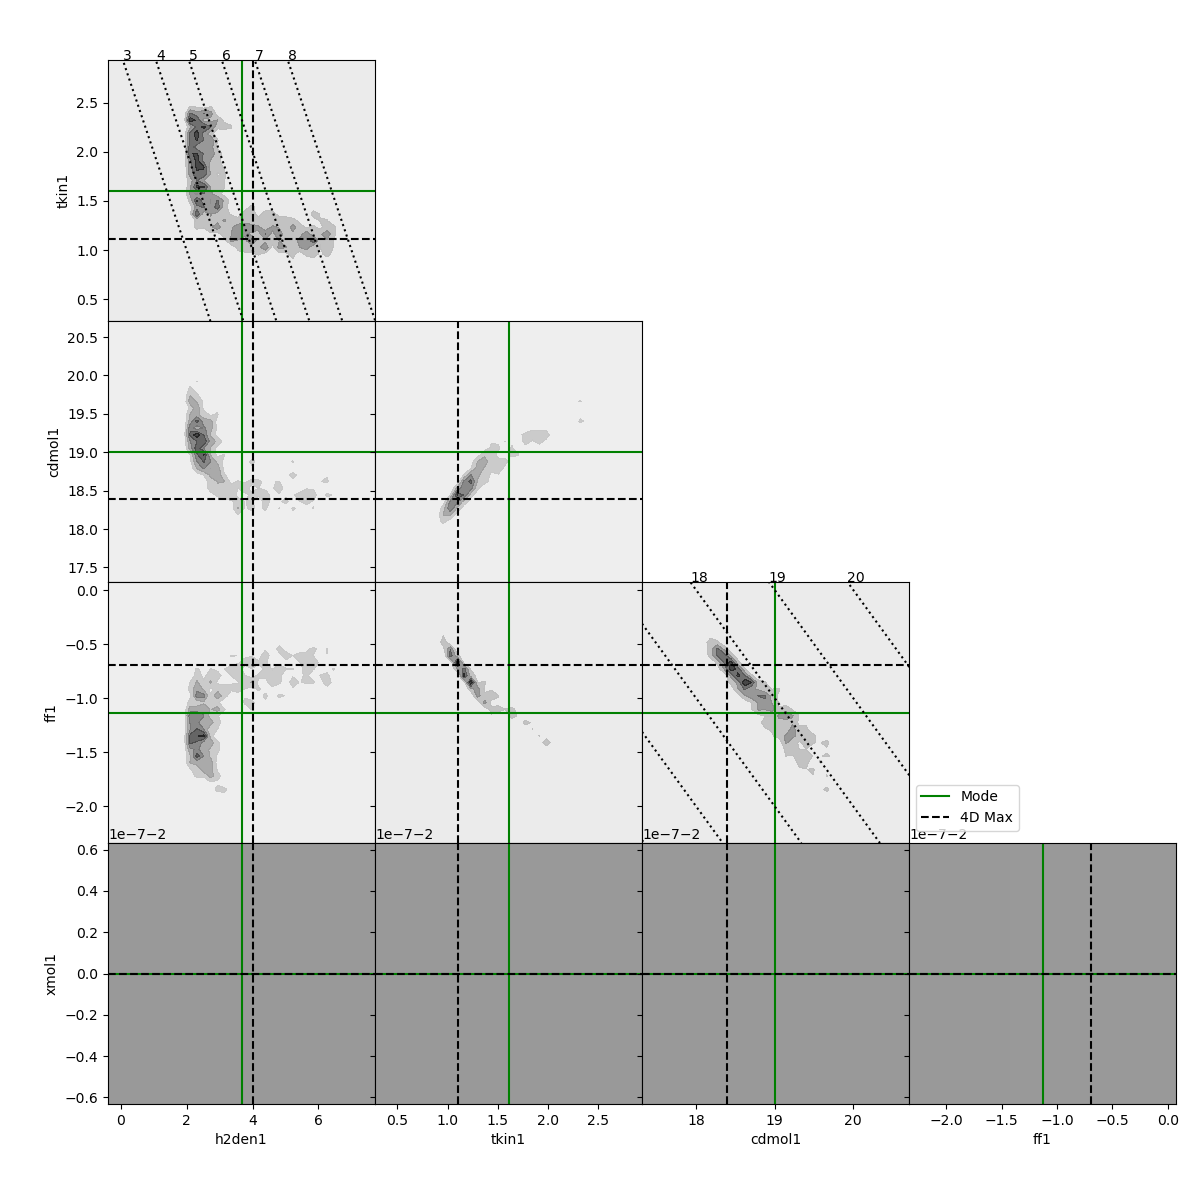 3 4 5 6 7 8
2.5
2.0
1.5
1.0
0.5
tkin1
20.5
20.0
19.5
19.0
18.5
18.0
17.5
cdmol1
18 19 20
0.0
−0.5
−1.0
−1.5
−2.0
ff1
Mode
4D Max
1e−7−2 1e−7−2 1e−7−2 1e−7−2
0.6
0.4
0.2
0.0
−0.2
−0.4
−0.6
xmol1
0 2 4 6 0.5 1.0 1.5 2.0 2.5 18 19 20 −2.0 −1.5 −1.0 −0.5 0.0
h2den1 tkin1 cdmol1 ff1